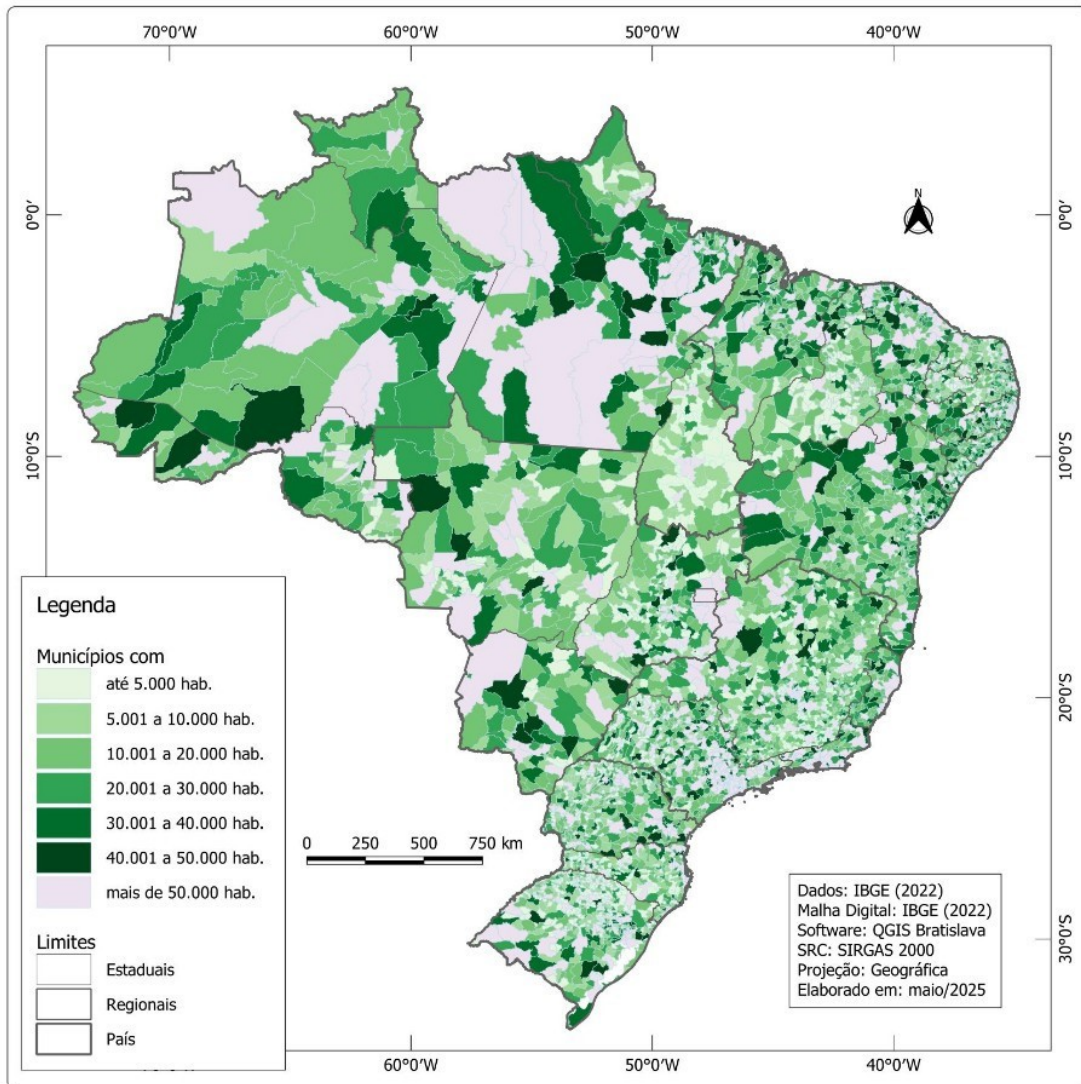 70°0'W 60°0'W 50°0'W 40°0'W
N
0°0' 0°0'
10°0'S 10°0'S
20°0'S 20°0'S
30°0'S
Legenda
Municípios com
até 5.000 hab.
5.001 a 10.000 hab.
10.001 a 20.000 hab.
20.001 a 30.000 hab.
30.001 a 40.000 hab.
40.001 a 50.000 hab.
mais de 50.000 hab.
Limites
Estaduais
Regionais
País
0 250 500 750 km
Dados: IBGE (2022)
Malha Digital: IBGE (2022)
Software: QGIS Bratislava
SRC: SIRGAS 2000
Projeção: Geográfica
Elaborado em: maio/2025
60°0'W 50°0'W 40°0'W